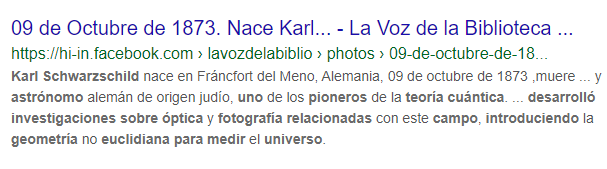 09 de Octubre de 1873. Nace Karl... - La Voz de la Biblioteca ...
https://hi-in.facebook.com › lavozdelabiblio › photos › 09-de-octubre-de-18...
Karl Schwarzschild nace en Fráncfort del Meno, Alemania, 09 de octubre de 1873 ,muere ... y
astrónomo alemán de origen judío, uno de los pioneros de la teoría cuántica. ... desarrolló
investigaciones sobre óptica y fotografía relacionadas con este campo, introduciendo la
geometría no euclidiana para medir el universo.